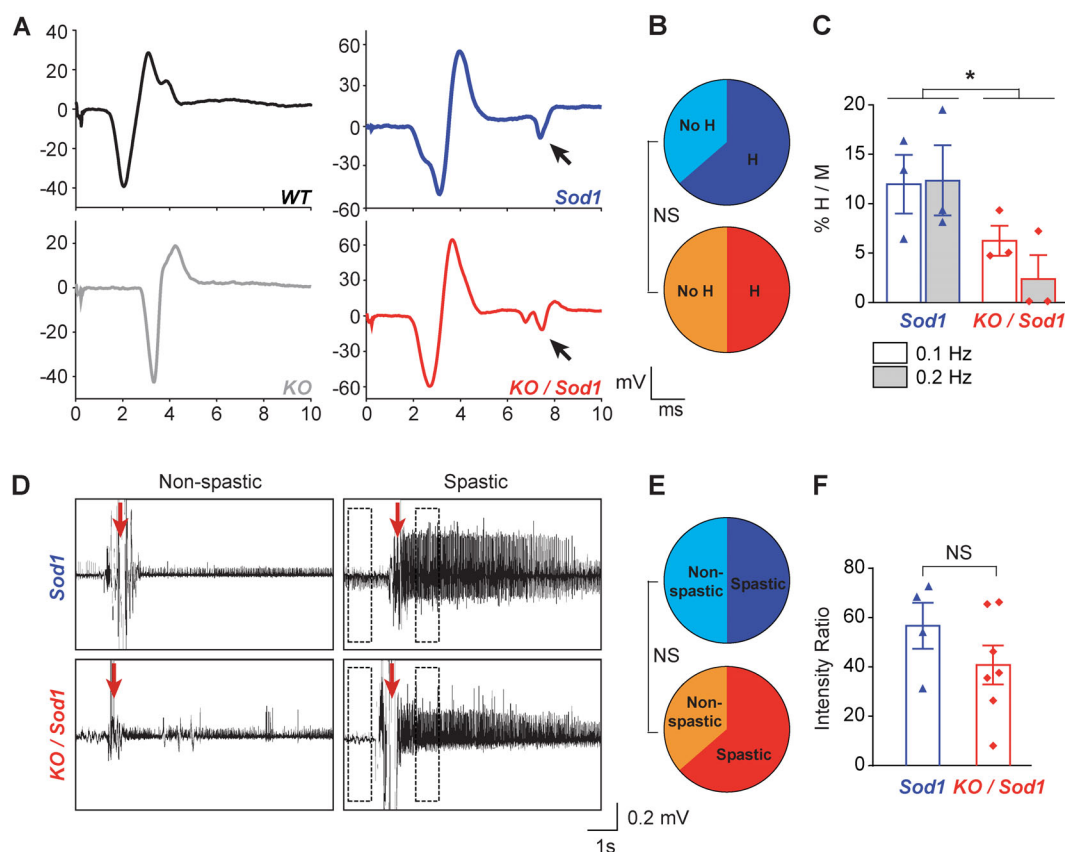 A
40
20
0
-20
-40
WT
60
30
0
-30
-60
Sod1
20
0
-20
-40
KO
0 2 4 6 8 10
60
30
0
-30
-60
KO / Sod1
0 2 4 6 8 10
mV
ms
B
No H
H
NS
No H
H
C
*
% H / M
20
15
10
5
0
Sod1
KO / Sod1
0.1 Hz
0.2 Hz
D
Non-spastic
Spastic
Sod1
KO / Sod1
0.2 mV
1s
E
Non-
spastic
Spastic
NS
Non-
spastic
Spastic
F
NS
Intensity Ratio
80
60
40
20
0
Sod1
KO / Sod1